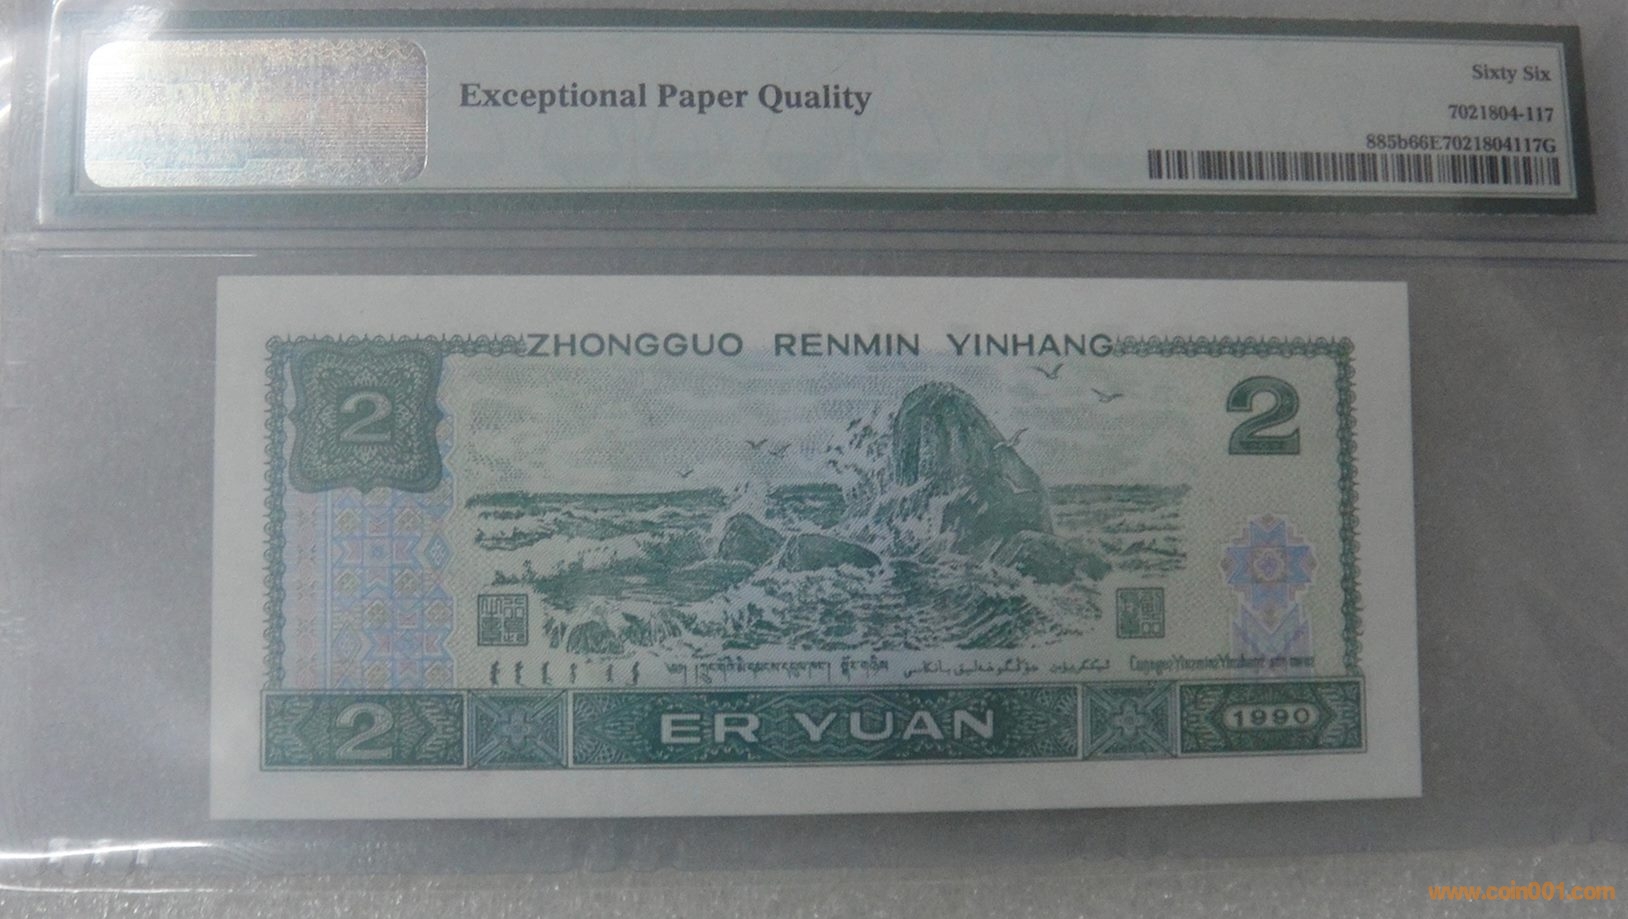 Exceptional Paper Quality
Sixty Six
7021804-117
885b66E7021804117G
ZHONGGUO RENMIN YINHANG
2
2
2
ER YUAN
1990
www.coin001.com